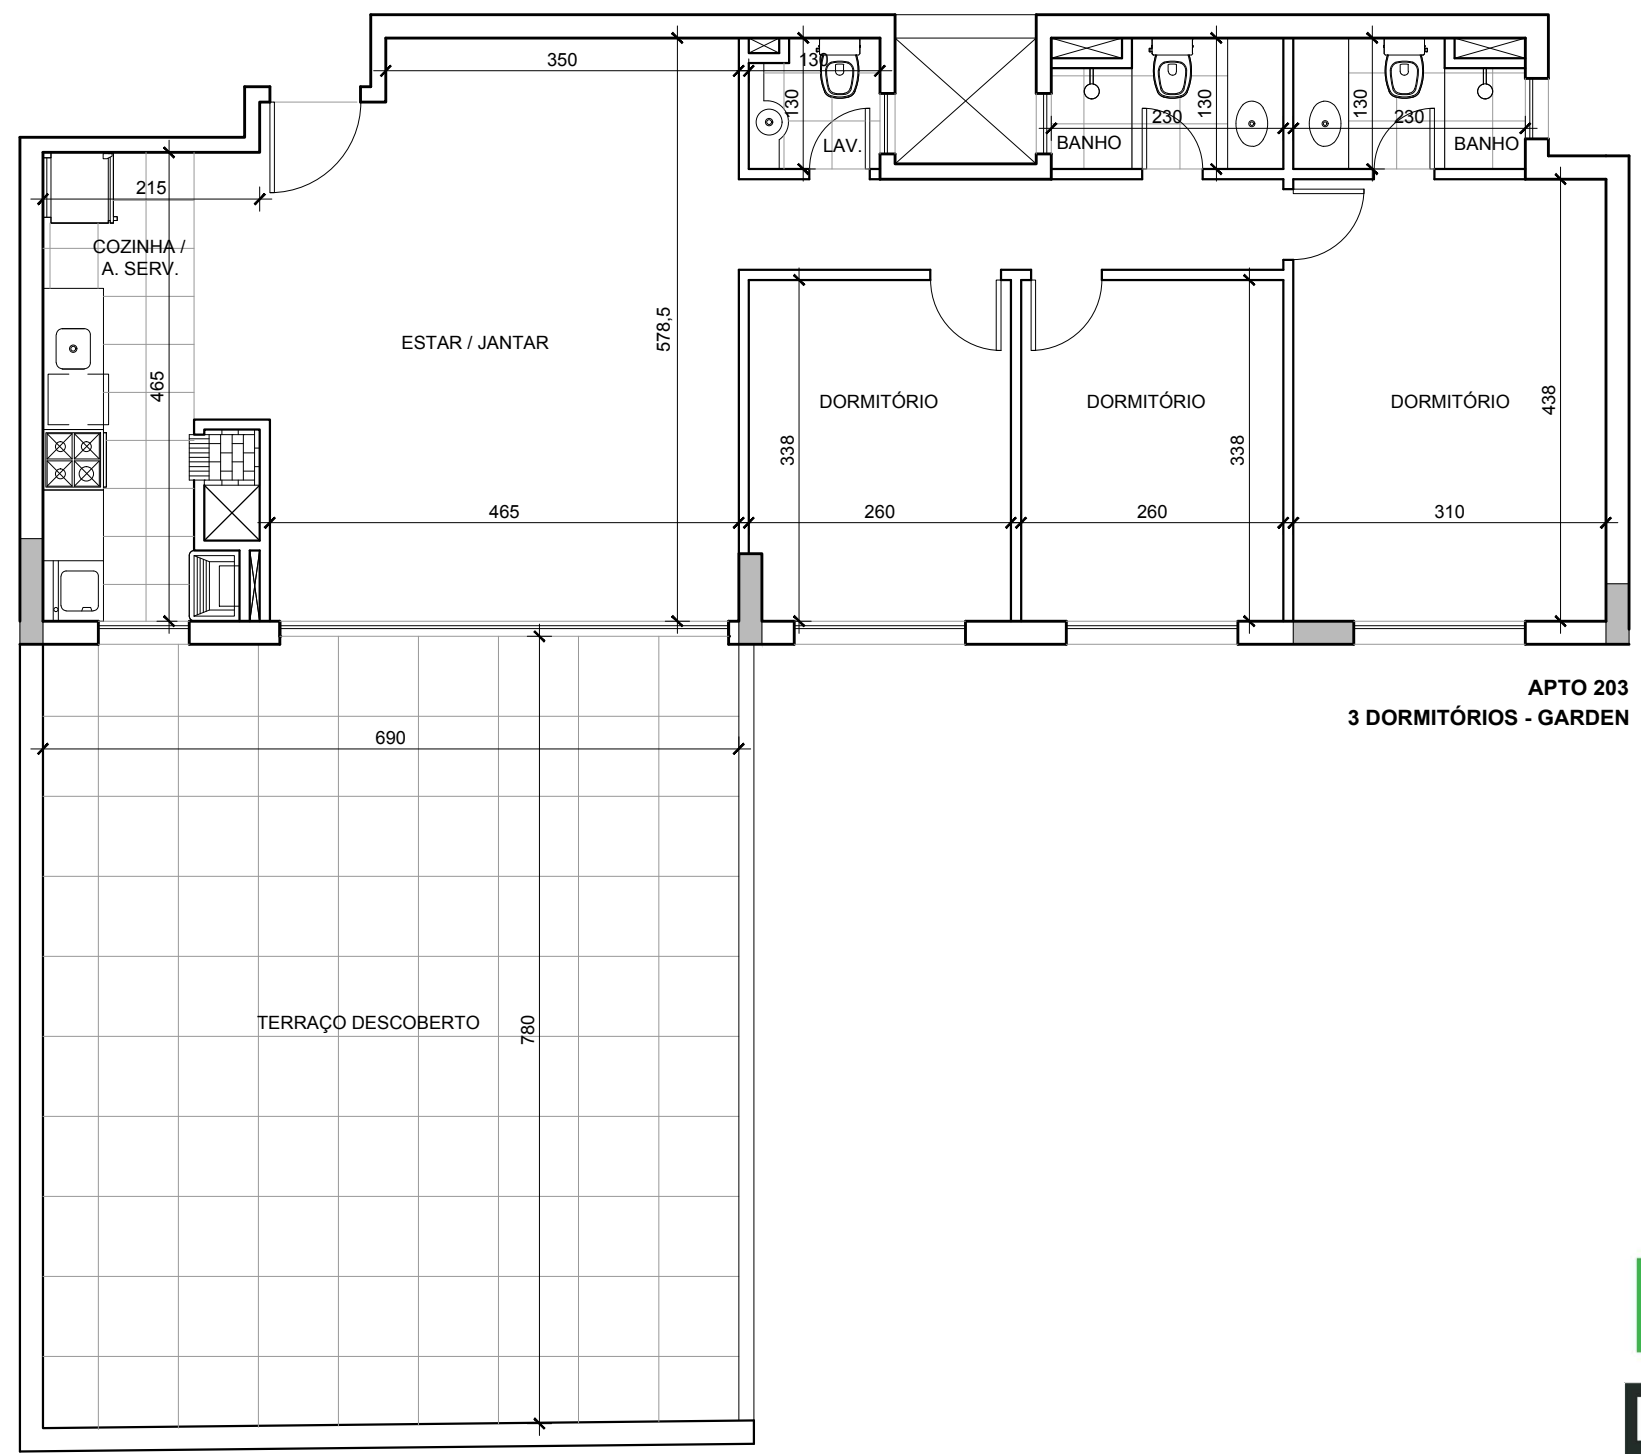 350
130
130
LAV.
BANHO
230
130
130
230
BANHO
215
COZINHA /
A. SERV.
465
ESTAR / JANTAR
578,5
DORMITÓRIO
DORMITÓRIO
DORMITÓRIO
438
338
338
465
260
260
310
APTO 203
3 DORMITÓRIOS - GARDEN
690
TERRAÇO DESCOBERTO
780